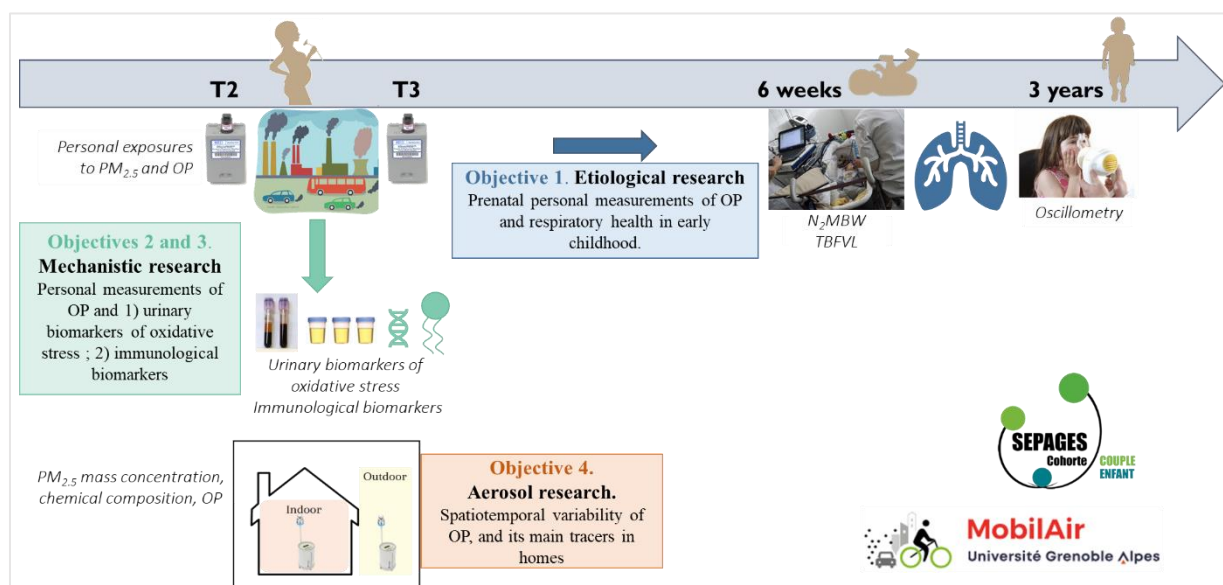 T2
T3
6 weeks
3 years
Personal exposures
to PM2.5 and OP
Objective 1. Etiological research
Prenatal personal measurements of OP
and respiratory health in early
childhood.
N2MBW
TBFVL
Oscillometry
Objectives 2 and 3.
Mechanistic research
Personal measurements of
OP and 1) urinary
biomarkers of oxidative
stress ; 2) immunological
biomarkers
Urinary biomarkers of
oxidative stress
Immunological biomarkers
PM2.5 mass concentration,
chemical composition, OP
Indoor
Outdoor
Objective 4.
Aerosol research.
Spatiotemporal variability of
OP, and its main tracers in
homes
SEPAGES
Cohorte
COUPLE
ENFANT
MobilAir
Université Grenoble Alpes